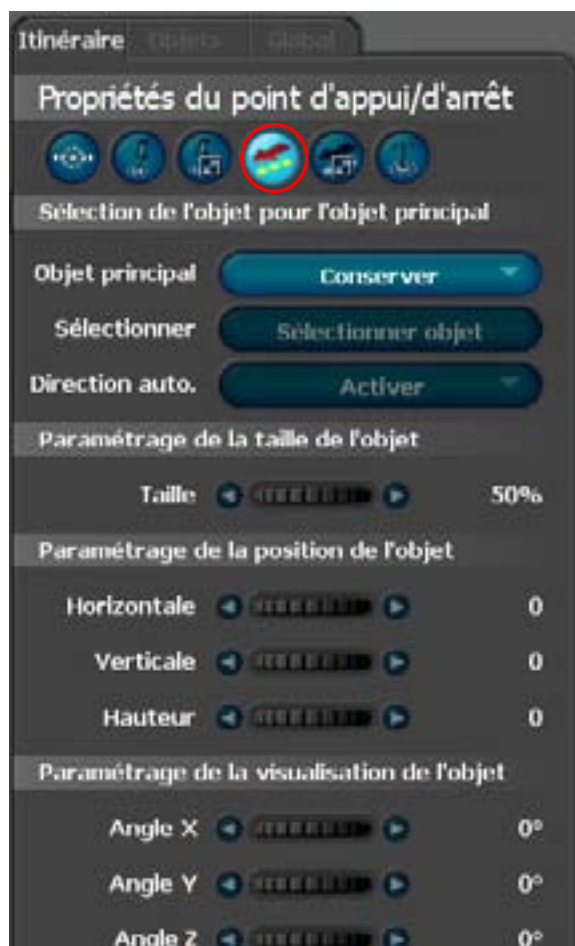 Itinéraire Objets Global
Propriétés du point d'appui/d'arrêt
Sélection de l'objet pour l'objet principal
Objet principal Conserver
Sélectionner Sélectionner objet
Direction auto. Activer
Paramétrage de la taille de l'objet
Taille 50%
Paramétrage de la position de l'objet
Horizontale 0
Verticale 0
Hauteur 0
Paramétrage de la visualisation de l'objet
Angle X 0°
Angle Y 0°
Angle Z 0°